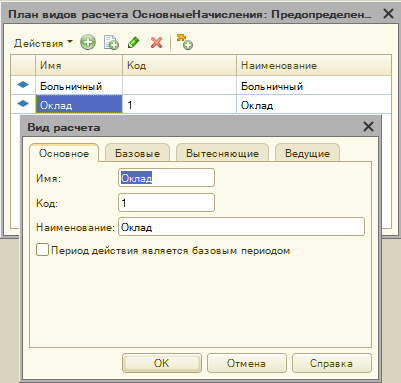 План видов расчета ОсновныеНачисления: Предопределен...
Действия
Имя Код Наименование
Больничный Больничный
Оклад 1 Оклад
Вид расчета
Основное Базовые Вытесняющие Ведущие
Имя: Оклад
Код: 1
Наименование: Оклад
Период действия является базовым периодом
OK Отмена Справка